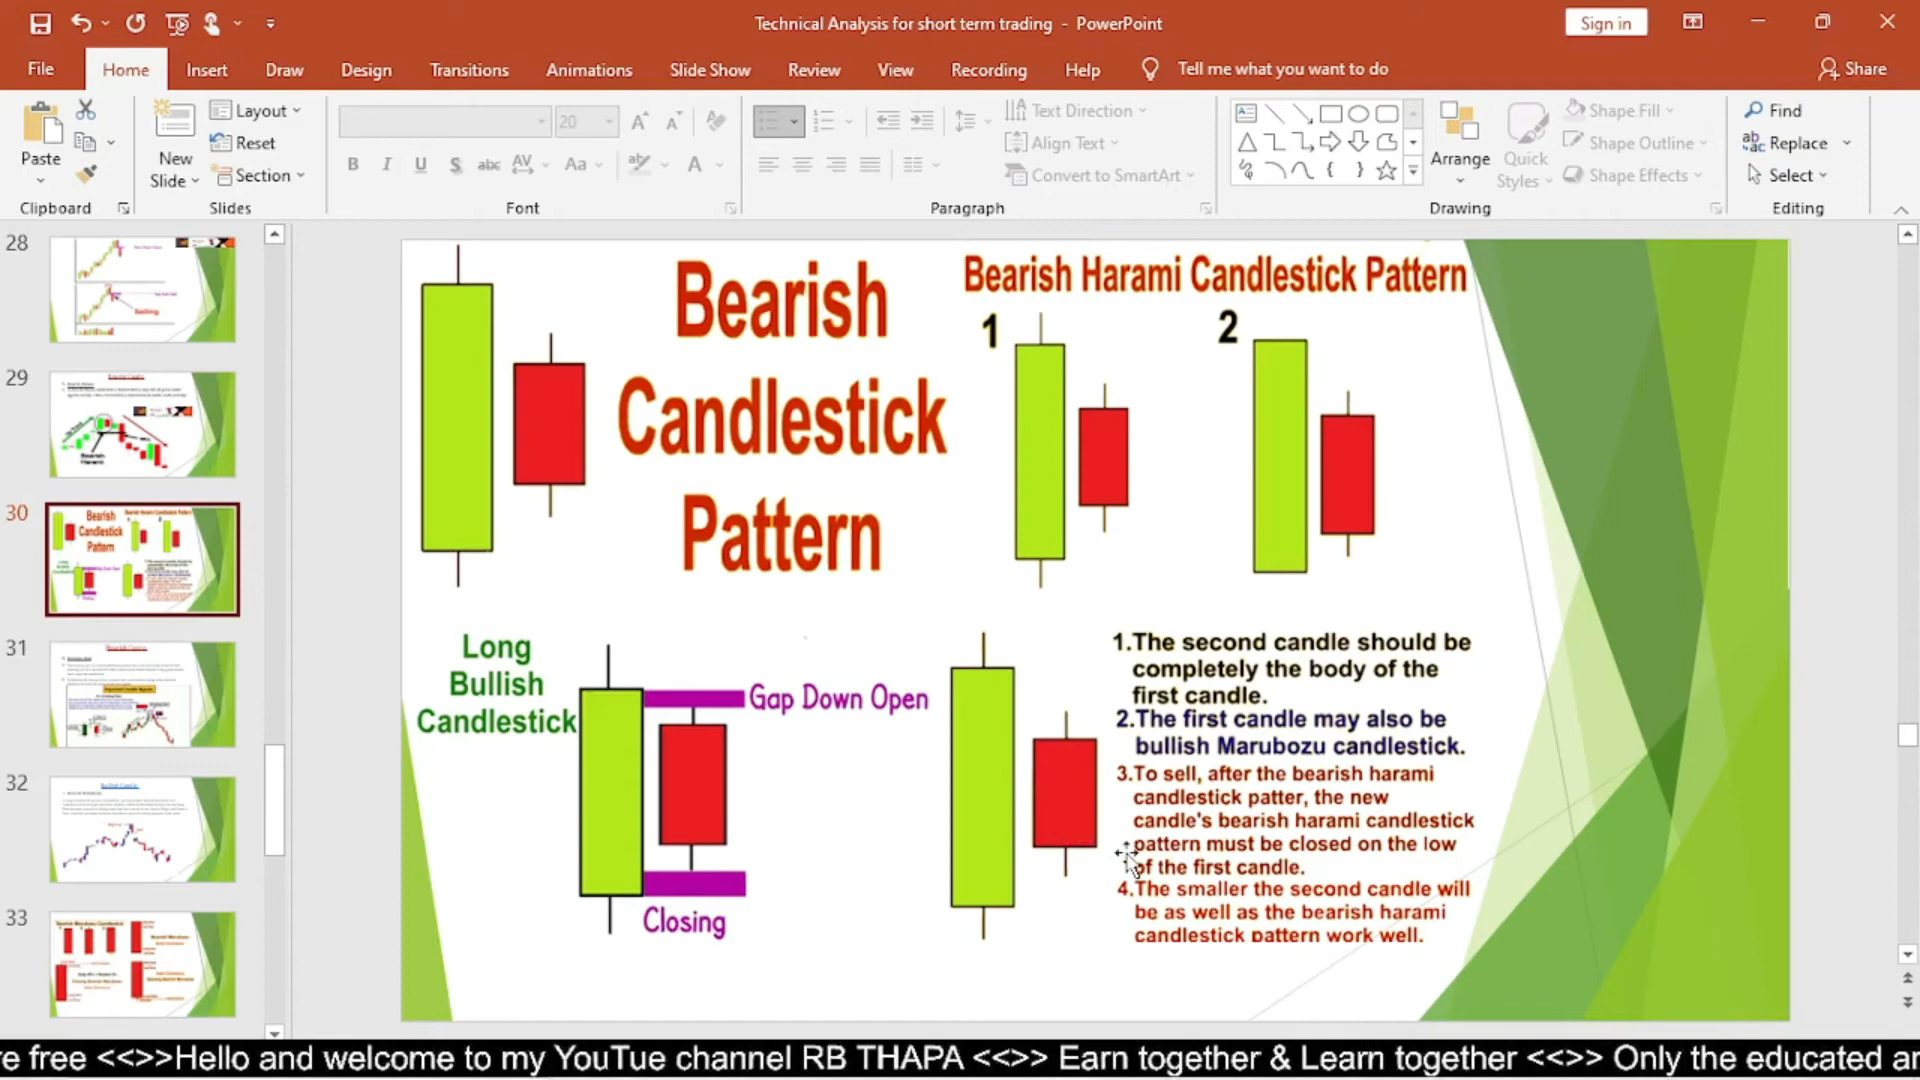 Technical Analysis for short term trading - PowerPoint
Sign in
File Home Insert Draw Design Transitions Animations Slide Show Review View Recording Help Tell me what you want to do Share
Paste
Clipboard
New
Slide
Layout
Reset
Section
Slides
20
B I U S abc AV Aa A
Font
Text Direction
Align Text
Convert to SmartArt
Paragraph
Arrange
Quick
Styles
Shape Fill
Shape Outline
Shape Effects
Drawing
Find
Replace
Select
Editing
28
29
30
31
32
33
Bearish
Candlestick
Pattern
Bearish Harami Candlestick Pattern
1
2
Long
Bullish
Candlestick
Gap Down Open
Closing
1.The second candle should be
completely the body of the
first candle.
2.The first candle may also be
bullish Marubozu candlestick.
3.To sell, after the bearish harami
candlestick patter, the new
candle's bearish harami candlestick
pattern must be closed on the low
of the first candle.
4.The smaller the second candle will
be as well as the bearish harami
candlestick pattern work well.
re free <<>>Hello and welcome to my YouTue channel RB THAPA <<>> Earn together & Learn together <<>> Only the educated ar